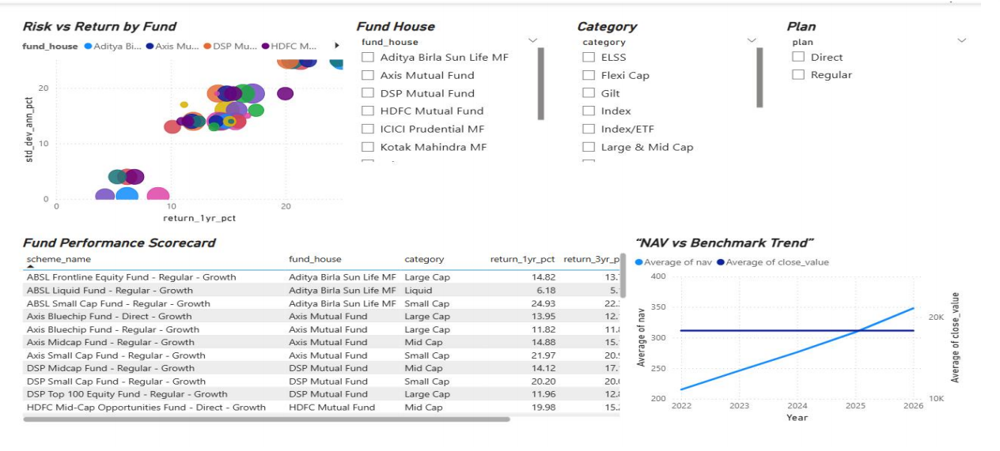 Risk vs Return by Fund
fund_house Aditya Bi... Axis Mu... DSP Mu... HDFC M...
std_dev_ann_pct
20
10
0
0 10 20
return_1yr_pct
Fund House
fund_house
Aditya Birla Sun Life MF
Axis Mutual Fund
DSP Mutual Fund
HDFC Mutual Fund
ICICI Prudential MF
Kotak Mahindra MF
Category
category
ELSS
Flexi Cap
Gilt
Index
Index/ETF
Large & Mid Cap
Plan
plan
Direct
Regular
Fund Performance Scorecard
scheme_name fund_house category return_1yr_pct return_3yr_p
ABSL Frontline Equity Fund - Regular - Growth Aditya Birla Sun Life MF Large Cap 14.82 13.
ABSL Liquid Fund - Regular - Growth Aditya Birla Sun Life MF Liquid 6.18 5.
ABSL Small Cap Fund - Regular - Growth Aditya Birla Sun Life MF Small Cap 24.93 22.
Axis Bluechip Fund - Direct - Growth Axis Mutual Fund Large Cap 13.95 12.
Axis Bluechip Fund - Regular - Growth Axis Mutual Fund Large Cap 11.82 11.
Axis Midcap Fund - Regular - Growth Axis Mutual Fund Mid Cap 14.88 15.
Axis Small Cap Fund - Regular - Growth Axis Mutual Fund Small Cap 21.97 20.
DSP Midcap Fund - Regular - Growth DSP Mutual Fund Mid Cap 14.12 17.
DSP Small Cap Fund - Regular - Growth DSP Mutual Fund Small Cap 20.20 20.
DSP Top 100 Equity Fund - Regular - Growth DSP Mutual Fund Large Cap 11.96 12.
HDFC Mid-Cap Opportunities Fund - Direct - Growth HDFC Mutual Fund Mid Cap 19.98 15.
“NAV vs Benchmark Trend”
Average of nav Average of close_value
Average of nav
400
350
300
250
200
20K
10K
Average of close_value
2022 2023 2024 2025 2026
Year